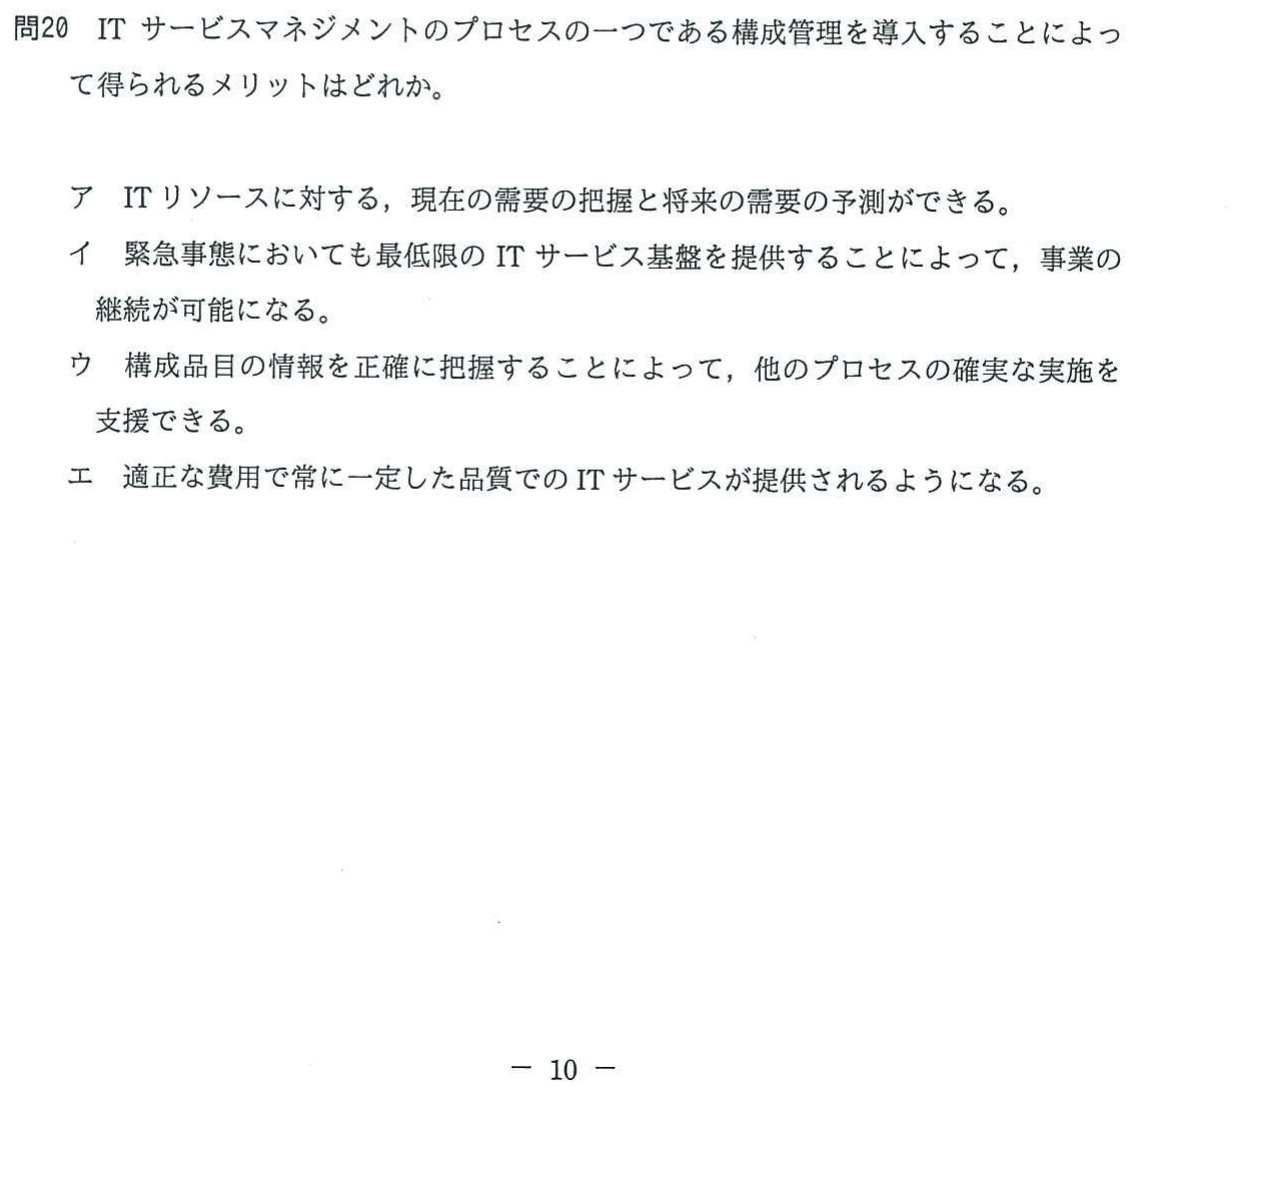 問20　IT サービスマネジメントのプロセスの一つである構成管理を導入することによっ
て得られるメリットはどれか。
ア　IT リソースに対する，現在の需要の把握と将来の需要の予測ができる。
イ　緊急事態においても最低限の IT サービス基盤を提供することによって，事業の
継続が可能になる。
ウ　構成品目の情報を正確に把握することによって，他のプロセスの確実な実施を
支援できる。
エ　適正な費用で常に一定した品質での IT サービスが提供されるようになる。
－ 10 －